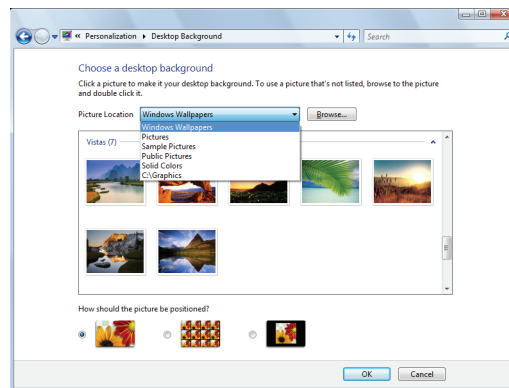 « Personalization ▸ Desktop Background
Search
Choose a desktop background
Click a picture to make it your desktop background. To use a picture that's not listed, browse to the picture
and double click it.
Picture Location Windows Wallpapers Browse...
Windows Wallpapers
Pictures
Sample Pictures
Public Pictures
Solid Colors
C:\Graphics
Vistas (7)
How should the picture be positioned?
OK Cancel